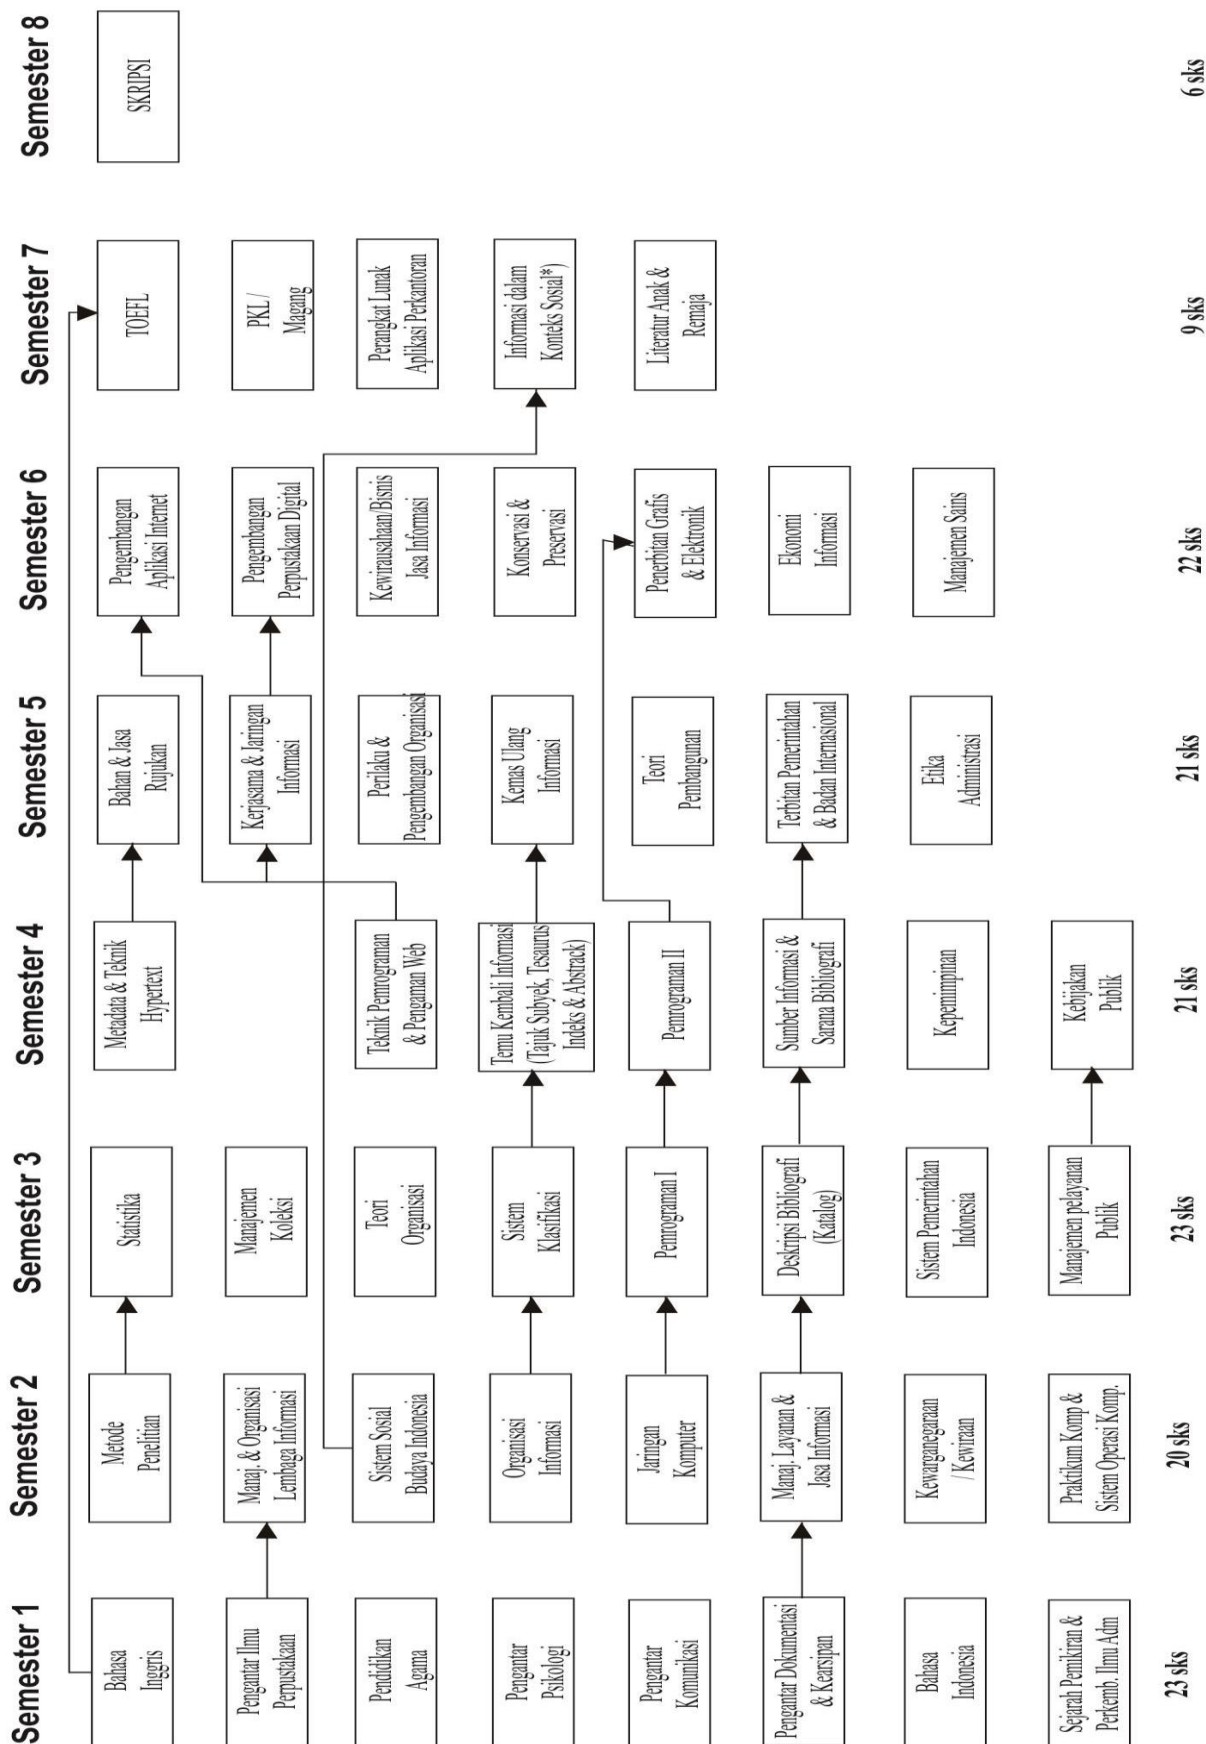 Semester 1
Bahasa
Inggris
Pengantar Ilmu
Perpustakaan
Pendidikan
Agama
Pengantar
Psikologi
Pengantar
Komunikasi
Pengantar Dokumentasi
& Kearsipan
Bahasa
Indonesia
Sejarah Pemikiran &
Perkemb. Ilmu Adm
23 sks
Semester 2
Metode
Penelitian
Manaj. & Organisasi
Lembaga Informasi
Sistem Sosial
Budaya Indonesia
Organisasi
Informasi
Jaringan
Komputer
Manaj. Layanan &
Jasa Informasi
Kewarganegraan
/ Kewiraan
Praktikum Komp &
Sistem Operasi Komp.
20 sks
Semester 3
Statistika
Manajemen
Koleksi
Teori
Organisasi
Sistem
Klasifikasi
Pemrograman I
Deskripsi Bibliografi
(Katalog)
Sistem Pemerintahan
Indonesia
Manajemen pelayanan
Publik
23 sks
Semester 4
Metadata & Teknik
Hypertext
Teknik Pemrograman
& Pengaman Web
Temu Kembali Informasi
(Tajuk Subyek, Tesaurus
Indeks & Abstrack)
Pemrograman II
Sumber Informasi &
Sarana Bibliografi
Kepemimpinan
Kebijakan
Publik
21 sks
Semester 5
Bahan & Jasa
Rujukan
Kerjasama & Jaringan
Informasi
Perilaku &
Pengembangan Organisasi
Kemas Ulang
Informasi
Teori
Pembangunan
Terbitan Pemerintahan
& Badan Internasional
Etika
Administrasi
21 sks
Semester 6
Pengembangan
Aplikasi Internet
Pengembangan
Perpustakaan Digital
Kewirausahaan/Bisnis
Jasa Informasi
Konservasi &
Preservasi
Penerbitan Grafis
& Elektronik
Ekonomi
Informasi
Manajemen Sains
22 sks
Semester 7
TOEFL
PKL /
Magang
Perangkat Lunak
Aplikasi Perkantoran
Informasi dalam
Konteks Sosial*)
Literatur Anak &
Remaja
9 sks
Semester 8
SKRIPSI
6 sks